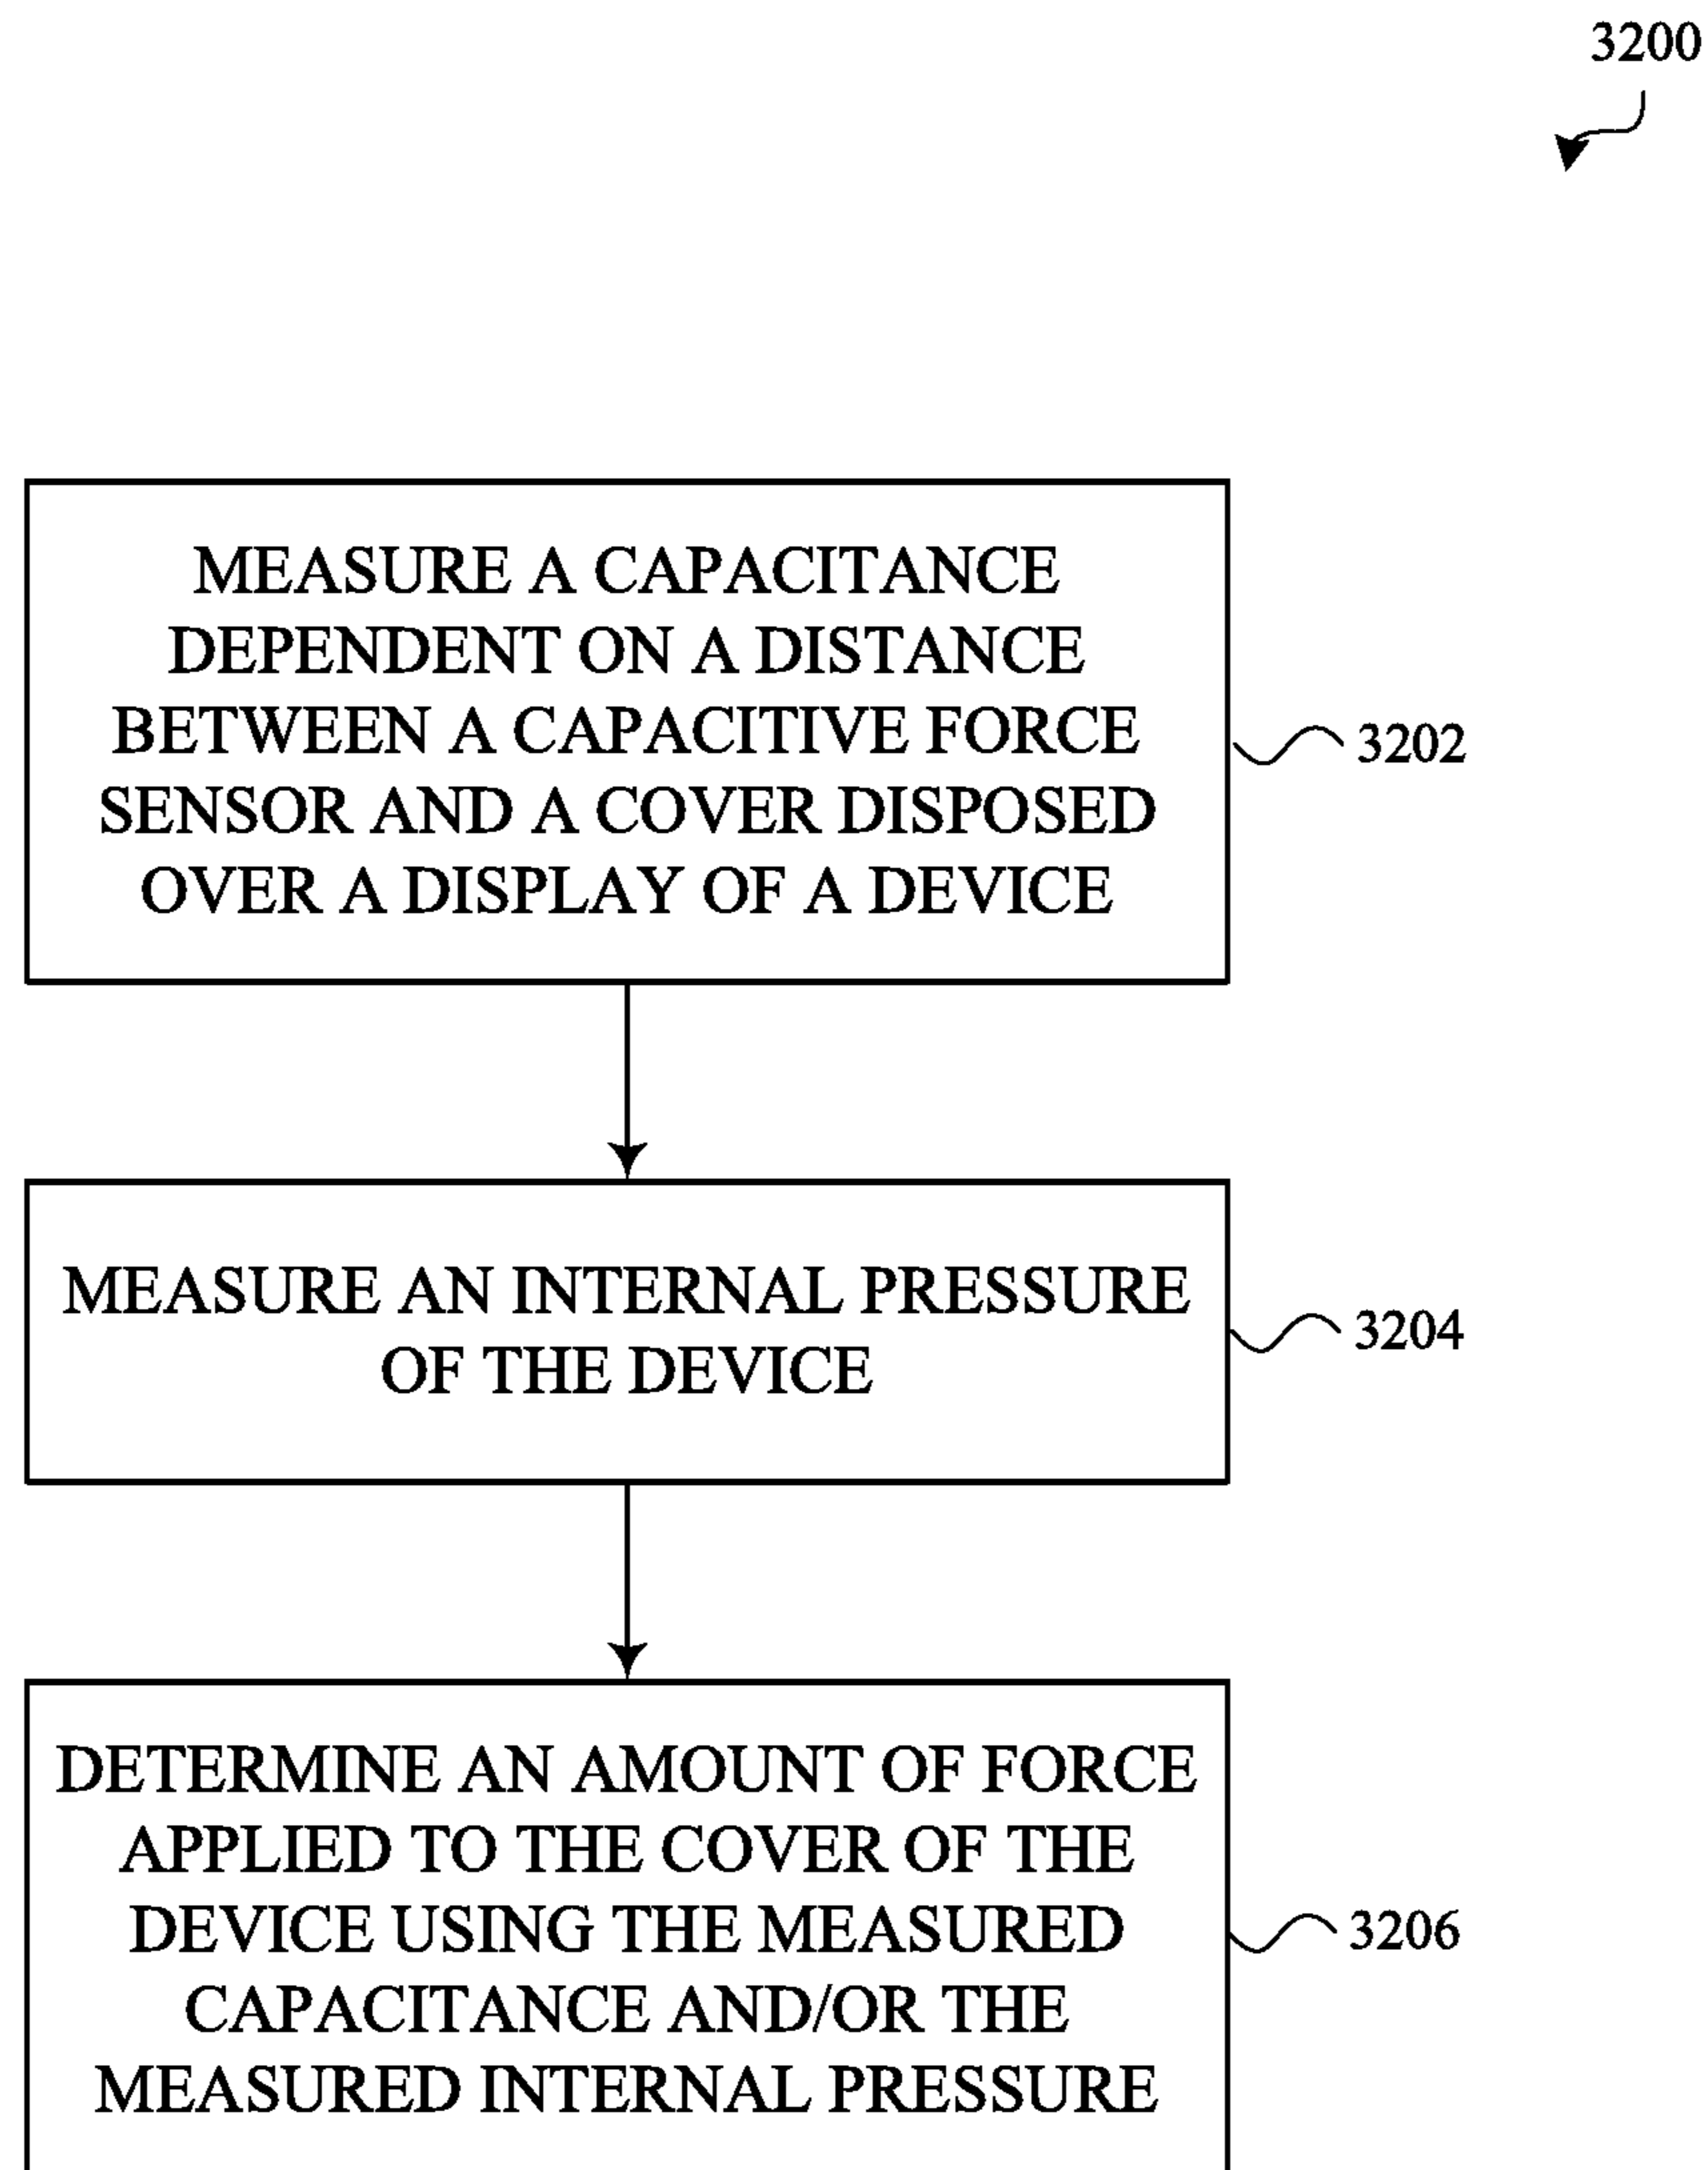 3200
MEASURE A CAPACITANCE
DEPENDENT ON A DISTANCE
BETWEEN A CAPACITIVE FORCE
SENSOR AND A COVER DISPOSED
OVER A DISPLAY OF A DEVICE
3202
MEASURE AN INTERNAL PRESSURE
OF THE DEVICE
3204
DETERMINE AN AMOUNT OF FORCE
APPLIED TO THE COVER OF THE
DEVICE USING THE MEASURED
CAPACITANCE AND/OR THE
MEASURED INTERNAL PRESSURE
3206